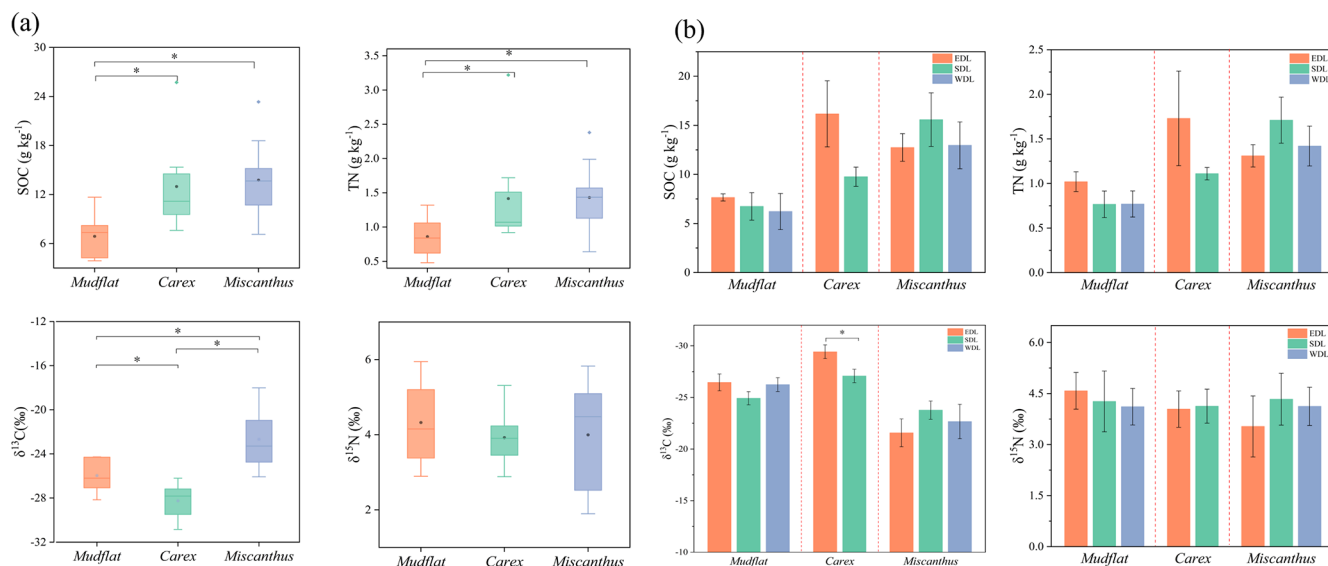 (a)
30
24
18
12
6
SOC (g kg-1)
*
*
Mudflat Carex Miscanthus
3.5
3.0
2.5
2.0
1.5
1.0
0.5
TN (g kg-1)
*
*
Mudflat Carex Miscanthus
-12
-16
-20
-24
-28
-32
δ13C(‰)
*
*
*
Mudflat Carex Miscanthus
6
4
2
δ15N(‰)
Mudflat Carex Miscanthus
(b)
20
15
10
5
0
SOC (g kg-1)
EDL
SDL
WDL
Mudflat Carex Miscanthus
2.5
2.0
1.5
1.0
0.5
0.0
TN (g kg-1)
EDL
SDL
WDL
Mudflat Carex Miscanthus
-30
-25
-20
-15
-10
δ13C (‰)
*
EDL
SDL
WDL
Mudflat Carex Miscanthus
6.0
4.5
3.0
1.5
0.0
δ15N (‰)
EDL
SDL
WDL
Mudflat Carex Miscanthus